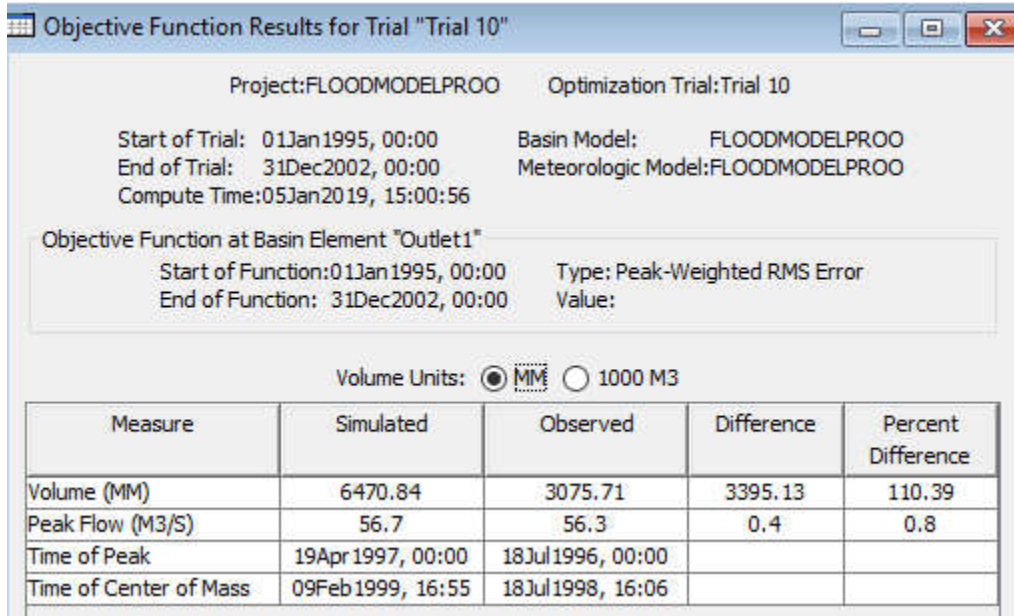 Objective Function Results for Trial "Trial 10"
Project:FLOODMODELPROO Optimization Trial:Trial 10
Start of Trial: 01Jan1995, 00:00 Basin Model: FLOODMODELPROO
End of Trial: 31Dec2002, 00:00 Meteorologic Model:FLOODMODELPROO
Compute Time:05Jan2019, 15:00:56
Objective Function at Basin Element "Outlet1"
Start of Function:01Jan1995, 00:00 Type: Peak-Weighted RMS Error
End of Function: 31Dec2002, 00:00 Value:
Volume Units: MM 1000 M3
Measure Simulated Observed Difference Percent
Difference
Volume (MM) 6470.84 3075.71 3395.13 110.39
Peak Flow (M3/S) 56.7 56.3 0.4 0.8
Time of Peak 19Apr1997, 00:00 18Jul1996, 00:00
Time of Center of Mass 09Feb1999, 16:55 18Jul1998, 16:06